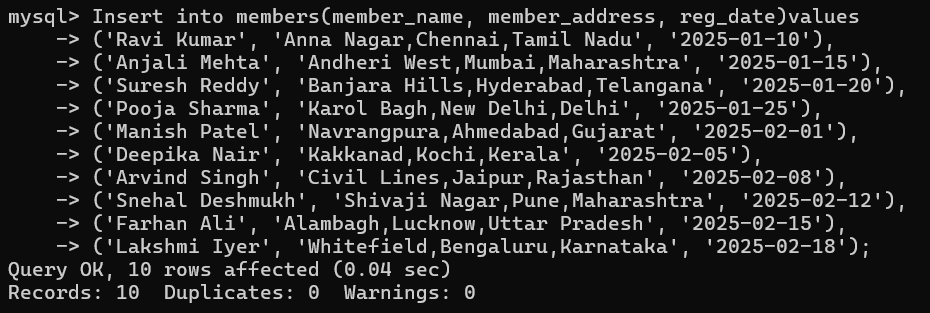 mysql> Insert into members(member_name, member_address, reg_date)values
    -> ('Ravi Kumar', 'Anna Nagar,Chennai,Tamil Nadu', '2025-01-10'),
    -> ('Anjali Mehta', 'Andheri West,Mumbai,Maharashtra', '2025-01-15'),
    -> ('Suresh Reddy', 'Banjara Hills,Hyderabad,Telangana', '2025-01-20'),
    -> ('Pooja Sharma', 'Karol Bagh,New Delhi,Delhi', '2025-01-25'),
    -> ('Manish Patel', 'Navrangpura,Ahmedabad,Gujarat', '2025-02-01'),
    -> ('Deepika Nair', 'Kakkanad,Kochi,Kerala', '2025-02-05'),
    -> ('Arvind Singh', 'Civil Lines,Jaipur,Rajasthan', '2025-02-08'),
    -> ('Snehal Deshmukh', 'Shivaji Nagar,Pune,Maharashtra', '2025-02-12'),
    -> ('Farhan Ali', 'Alambagh,Lucknow,Uttar Pradesh', '2025-02-15'),
    -> ('Lakshmi Iyer', 'Whitefield,Bengaluru,Karnataka', '2025-02-18');
Query OK, 10 rows affected (0.04 sec)
Records: 10  Duplicates: 0  Warnings: 0